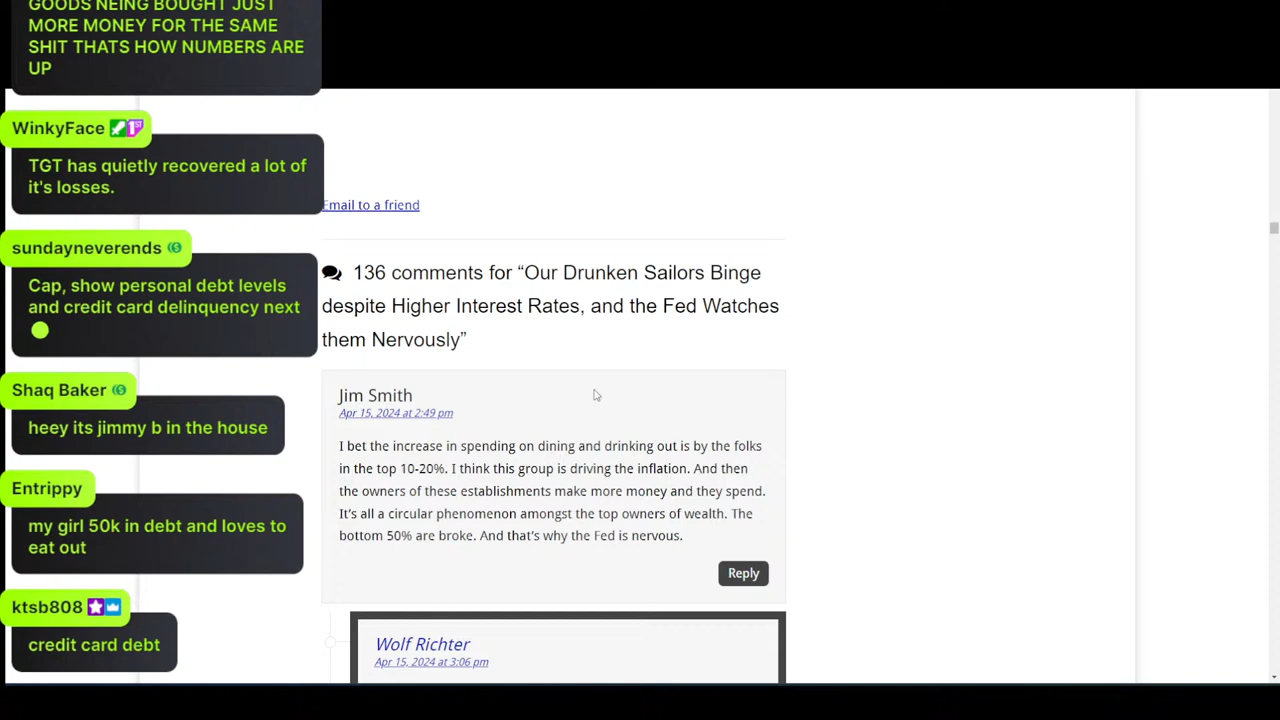 GOODS NEING BOUGHT JUST
MORE MONEY FOR THE SAME
SHIT THATS HOW NUMBERS ARE
UP
WinkyFace
TGT has quietly recovered a lot of
it's losses.
sundayneverends
Cap, show personal debt levels
and credit card delinquency next
Shaq Baker
heey its jimmy b in the house
Entrippy
my girl 50k in debt and loves to
eat out
ktsb808
credit card debt
Email to a friend
136 comments for “Our Drunken Sailors Binge
despite Higher Interest Rates, and the Fed Watches
them Nervously”
Jim Smith
Apr 15, 2024 at 2:49 pm
I bet the increase in spending on dining and drinking out is by the folks
in the top 10-20%. I think this group is driving the inflation. And then
the owners of these establishments make more money and they spend.
It’s all a circular phenomenon amongst the top owners of wealth. The
bottom 50% are broke. And that’s why the Fed is nervous.
Reply
Wolf Richter
Apr 15, 2024 at 3:06 pm